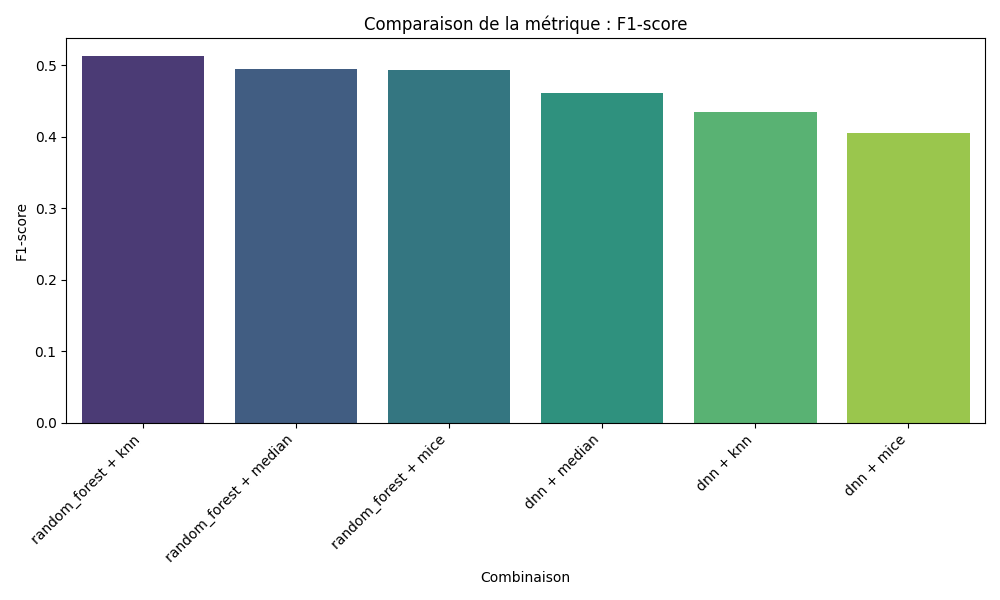 Comparaison de la métrique : F1-score
F1-score
0.5
0.4
0.3
0.2
0.1
0.0
random_forest + knn
random_forest + median
random_forest + mice
dnn + median
dnn + knn
dnn + mice
Combinaison